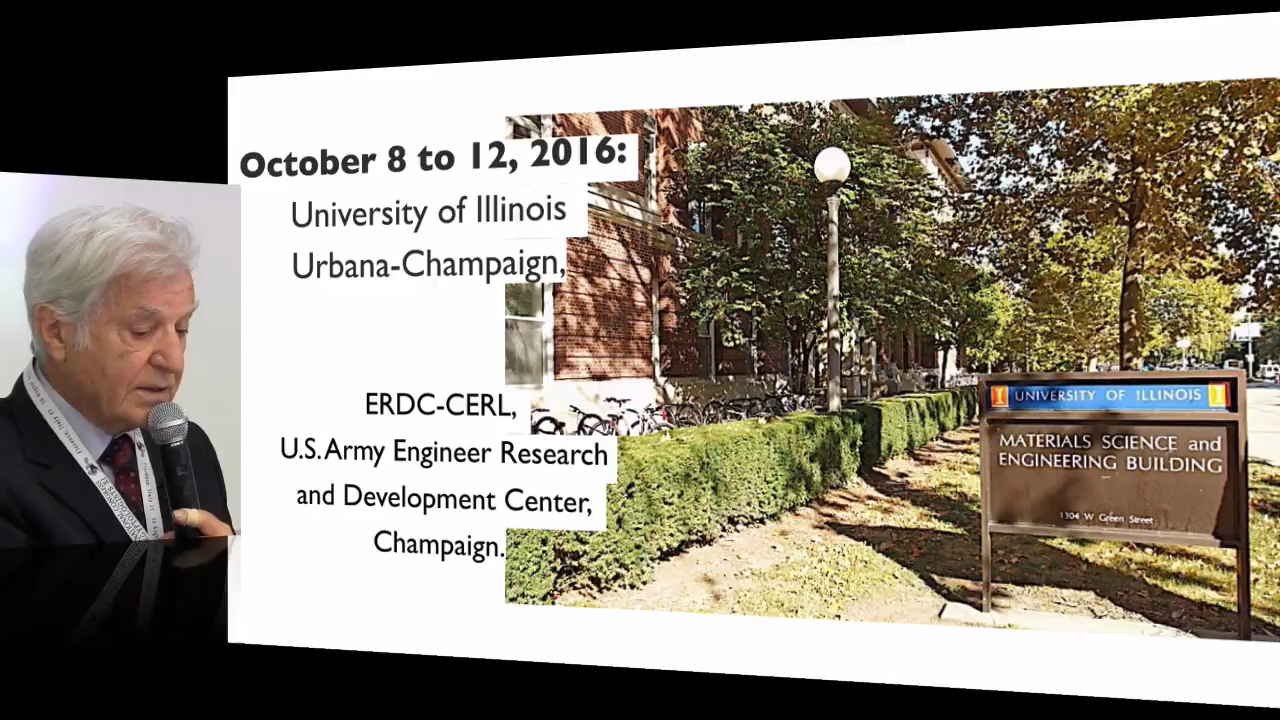 October 8 to 12, 2016:
University of Illinois
Urbana-Champaign,
ERDC-CERL,
U.S. Army Engineer Research
and Development Center,
Champaign.
UNIVERSITY OF ILLINOIS
MATERIALS SCIENCE and
ENGINEERING BUILDING
1304 W Green Street